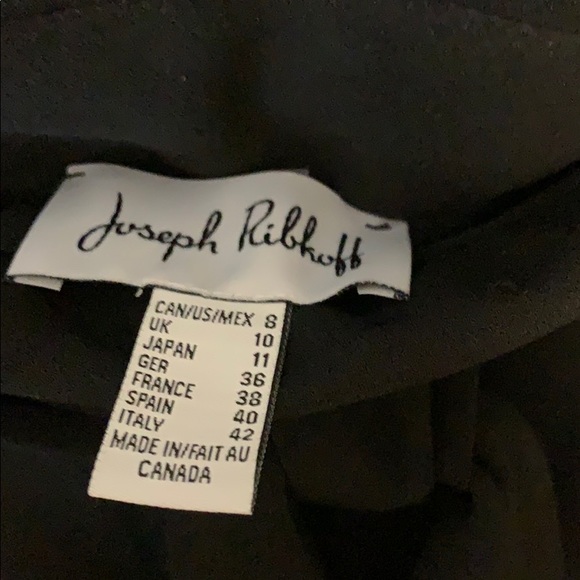 Joseph Ribkoff
CAN/US/MEX 8
UK 10
JAPAN 11
GER 36
FRANCE 38
SPAIN 40
ITALY 42
MADE IN/FAIT AU
CANADA